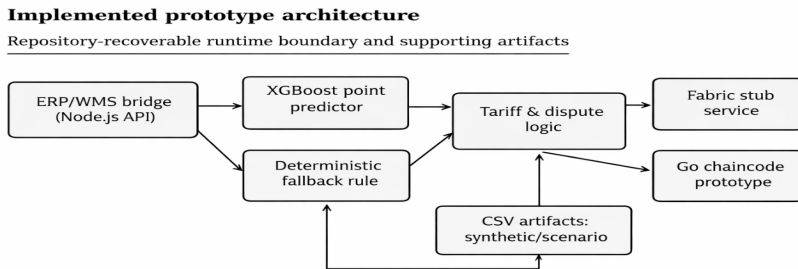 Implemented prototype architecture
Repository-recoverable runtime boundary and supporting artifacts
ERP/WMS bridge
(Node.js API)
XGBoost point
predictor
Deterministic
fallback rule
Tariff & dispute
logic
CSV artifacts:
synthetic/scenario
Fabric stub
service
Go chaincode
prototype